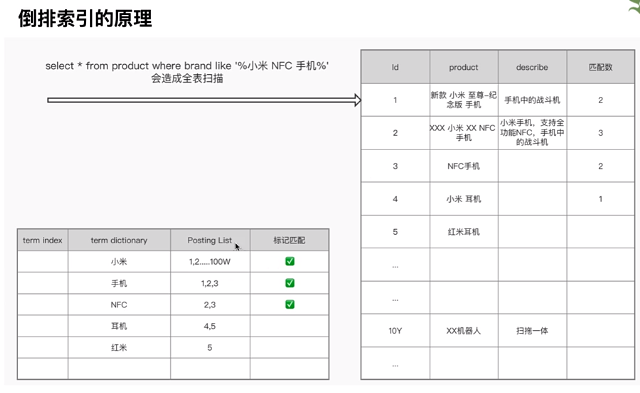 倒排索引的原理
select * from product where brand like '%小米 NFC 手机%'
会造成全表扫描
Id product describe 匹配数
1 新款 小米 至尊-纪念版 手机 手机中的战斗机 2
2 XXX 小米 XX NFC 手机 小米手机，支持全功能NFC，手机中的战斗机 3
3 NFC手机 2
4 小米 耳机 1
5 红米耳机
...
...
10Y XX机器人 扫拖一体
...
term index term dictionary Posting List 标记匹配
小米 1,2.....100W ✅
手机 1,2,3 ✅
NFC 2,3 ✅
耳机 4,5
红米 5